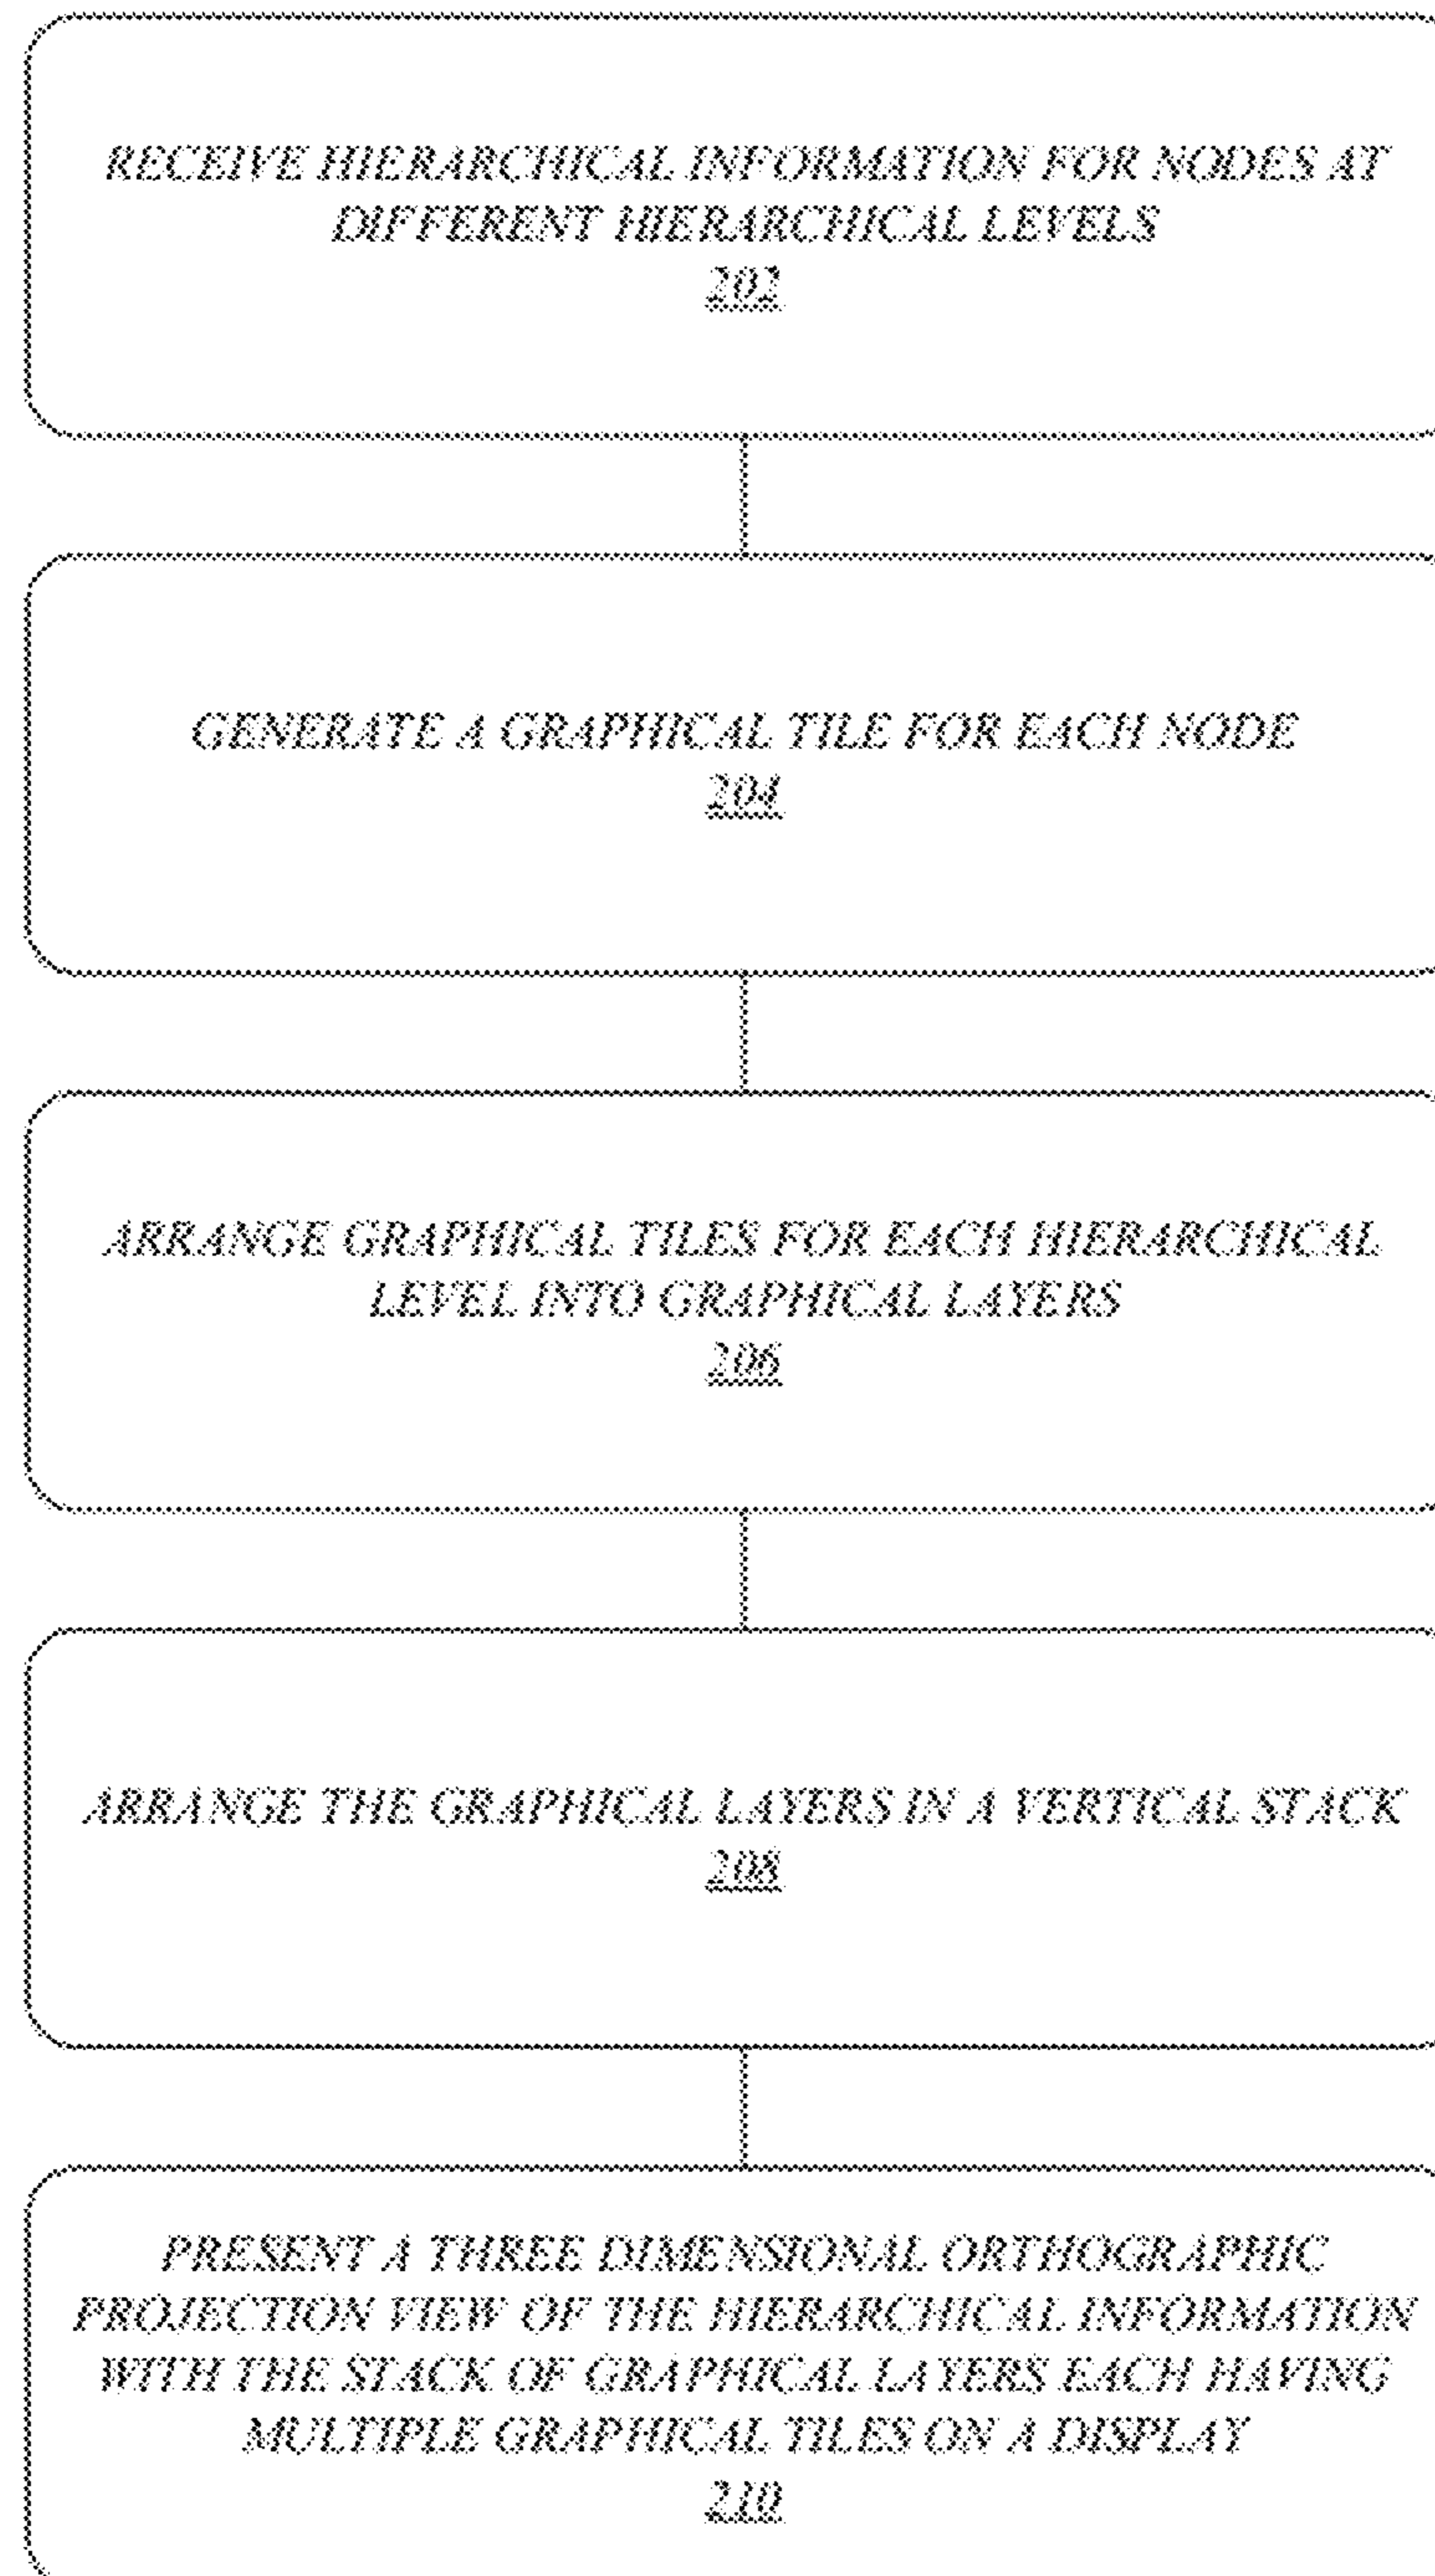 RECEIVE HIERARCHICAL INFORMATION FOR NODES AT
DIFFERENT HIERARCHICAL LEVELS
202
GENERATE A GRAPHICAL TILE FOR EACH NODE
204
ARRANGE GRAPHICAL TILES FOR EACH HIERARCHICAL
LEVEL INTO GRAPHICAL LAYERS
206
ARRANGE THE GRAPHICAL LAYERS IN A VERTICAL STACK
208
PRESENT A THREE DIMENSIONAL ORTHOGRAPHIC
PROJECTION VIEW OF THE HIERARCHICAL INFORMATION
WITH THE STACK OF GRAPHICAL LAYERS EACH HAVING
MULTIPLE GRAPHICAL TILES ON A DISPLAY
210